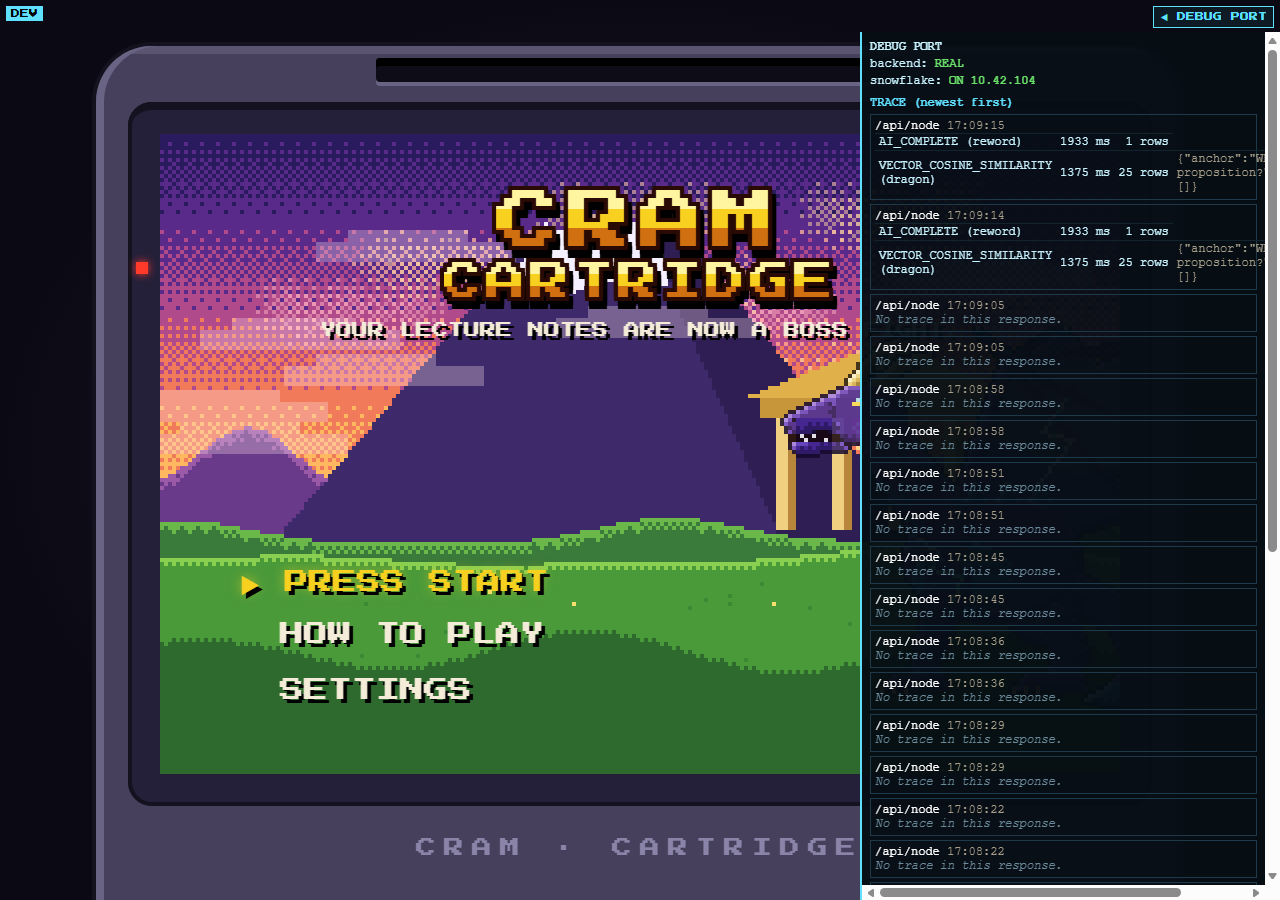 DEV
◄ DEBUG PORT
CRAM
CARTRIDGE
YOUR LECTURE NOTES ARE NOW A BOSS
PRESS START
HOW TO PLAY
SETTINGS
CRAM · CARTRIDGE
DEBUG PORT
backend: REAL
snowflake: ON 10.42.104
TRACE (newest first)
/api/node 17:09:15
AI_COMPLETE (reword) 1933 ms 1 rows
VECTOR_COSINE_SIMILARITY (dragon) 1375 ms 25 rows {"anchor":"W
proposition?
[]}
/api/node 17:09:14
AI_COMPLETE (reword) 1933 ms 1 rows
VECTOR_COSINE_SIMILARITY (dragon) 1375 ms 25 rows {"anchor":"W
proposition?
[]}
/api/node 17:09:05
No trace in this response.
/api/node 17:09:05
No trace in this response.
/api/node 17:08:58
No trace in this response.
/api/node 17:08:58
No trace in this response.
/api/node 17:08:51
No trace in this response.
/api/node 17:08:51
No trace in this response.
/api/node 17:08:45
No trace in this response.
/api/node 17:08:45
No trace in this response.
/api/node 17:08:36
No trace in this response.
/api/node 17:08:36
No trace in this response.
/api/node 17:08:29
No trace in this response.
/api/node 17:08:29
No trace in this response.
/api/node 17:08:22
No trace in this response.
/api/node 17:08:22
No trace in this response.